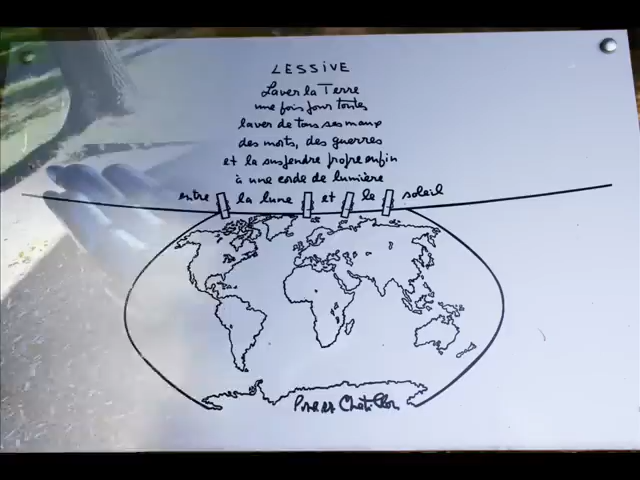 LESSIVE
Laver la Terre
une fois pour toutes
laver de tous ses maux
des morts, des guerres
et la suspendre propre enfin
à une corde de lumière
entre la lune et le soleil
Pierres Chatillon